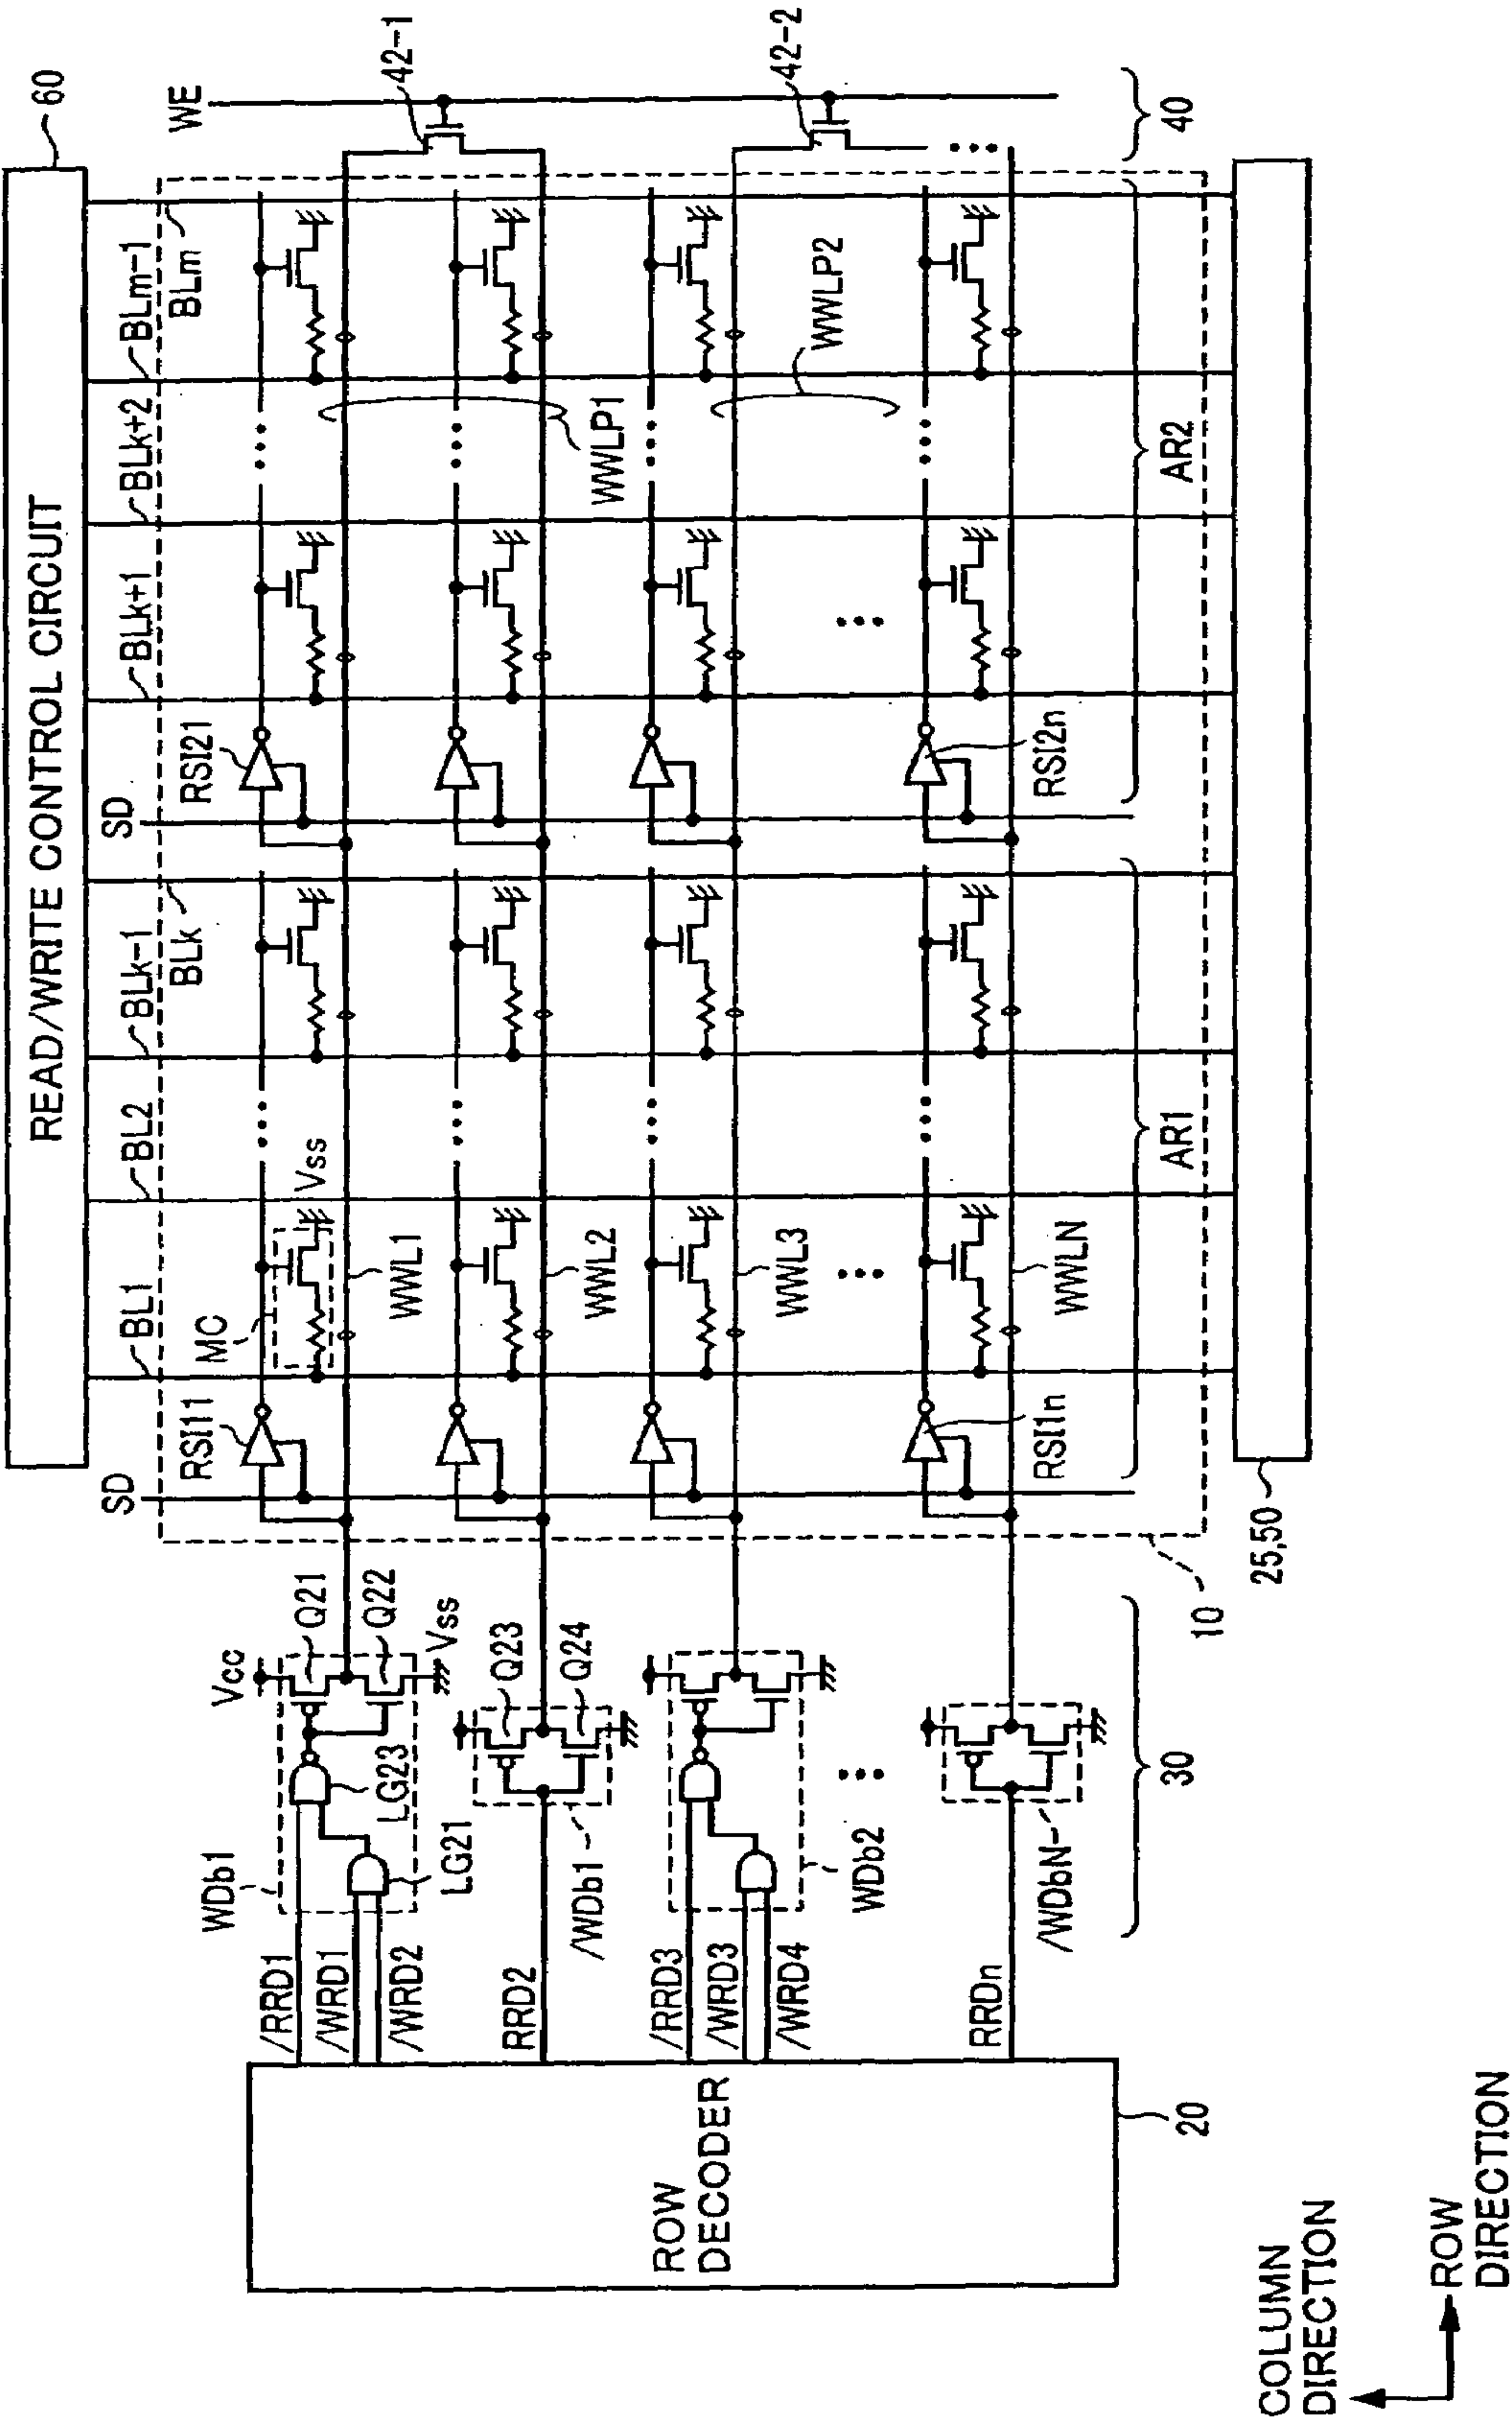 READ/WRITE CONTROL CIRCUIT
60
SD
BL1
BL2
BLk-1
BLk
SD
BLk+1
BLk+2
BLm-1
BLm
WE
RSI11
MC
Vss
RSI21
42-1
Vcc
Q21
Q22
Vss
WDb1
LG23
LG21
/RRD1
/WRD1
/WRD2
WWL1
WWLP1
RRD2
Q23
Q24
/WDb1
WWL2
42-2
/RRD3
/WRD3
/WRD4
WDb2
WWL3
WWLP2
RRDn
/WDbN
RSI1n
WWLN
RSI2n
ROW
DECODER
20
30
10
AR1
AR2
40
25,50
COLUMN
DIRECTION
ROW
DIRECTION